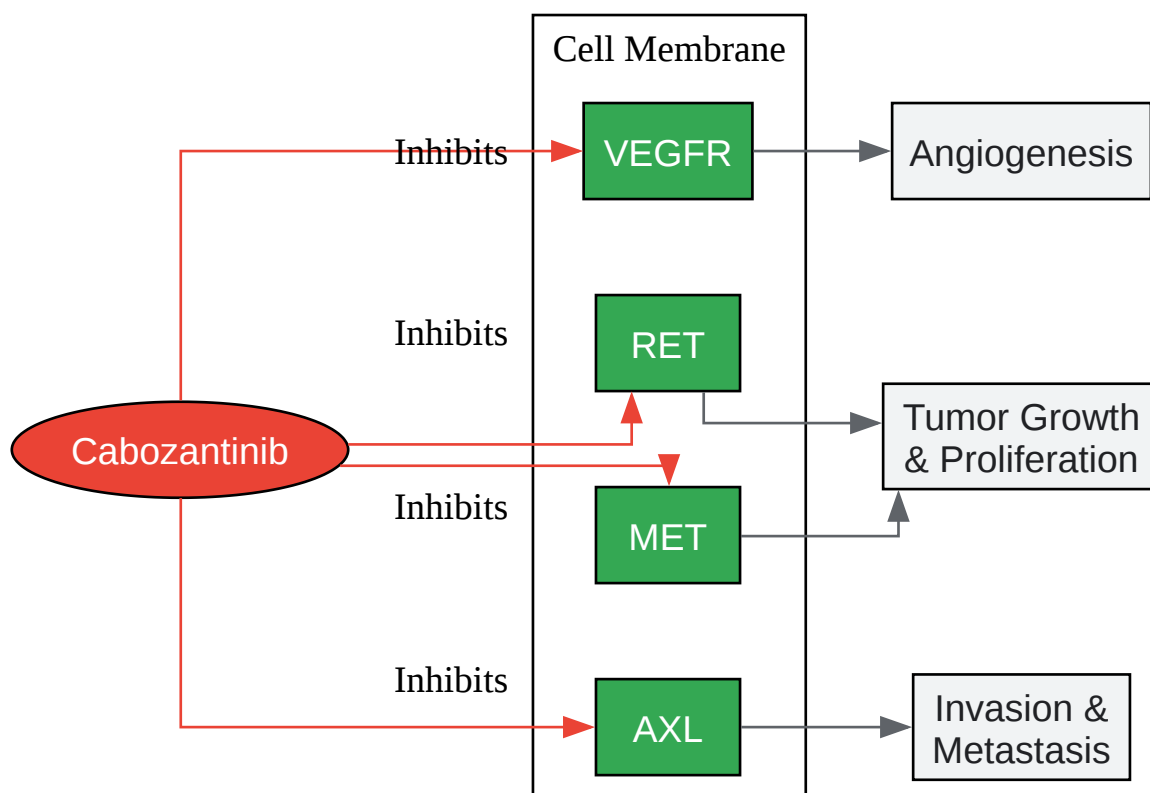 Cell Membrane
Inhibits
VEGFR
Angiogenesis
Inhibits
RET
Cabozantinib
Tumor Growth
& Proliferation
Inhibits
MET
Inhibits
AXL
Invasion &
Metastasis